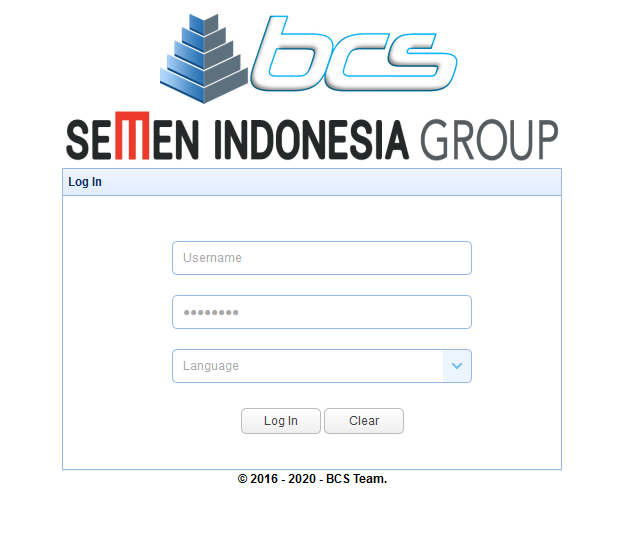 bcs
SEMEN INDONESIA GROUP
Log In
Username
••••••••
Language
Log In Clear
© 2016 - 2020 - BCS Team.